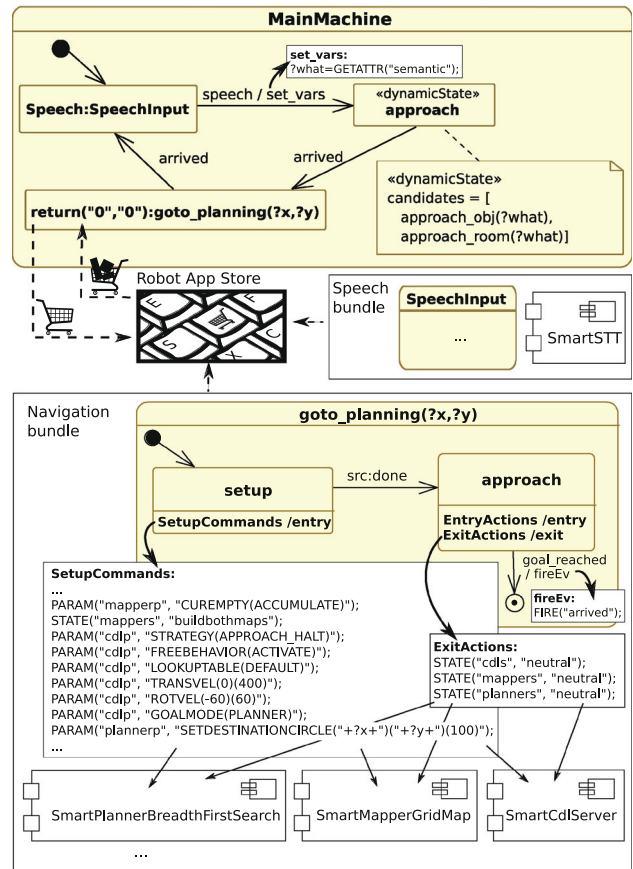 MainMachine
set_vars:
?what=GETATTR("semantic");
Speech:SpeechInput
speech / set_vars
«dynamicState»
approach
arrived
arrived
«dynamicState»
candidates = [
approach_obj(?what),
approach_room(?what)]
return("0","0"):goto_planning(?x,?y)
Robot App Store
E
F
S
X
C
Speech
bundle
SpeechInput
...
SmartSTT
Navigation
bundle
goto_planning(?x,?y)
setup
SetupCommands /entry
src:done
approach
EntryActions /entry
ExitActions /exit
goal_reached
/ fireEv
fireEv:
FIRE("arrived");
SetupCommands:
...
PARAM("mapperp", "CUREMPTY(ACCUMULATE)");
STATE("mappers", "buildbothmaps");
PARAM("cdlp", "STRATEGY(APPROACH_HALT)");
PARAM("cdlp", "FREEBEHAVIOR(ACTIVATE)");
PARAM("cdlp", "LOOKUPTABLE(DEFAULT)");
PARAM("cdlp", "TRANSVEL(0)(400)");
PARAM("cdlp", "ROTVEL(-60)(60)");
PARAM("cdlp", "GOALMODE(PLANNER)");
PARAM("plannerp", "SETDESTINATIONCIRCLE("+?x+")("+?y+")(100)");
...
ExitActions:
STATE("cdls", "neutral");
STATE("mappers", "neutral");
STATE("planners", "neutral");
SmartPlannerBreadthFirstSearch
SmartMapperGridMap
SmartCdlServer
...